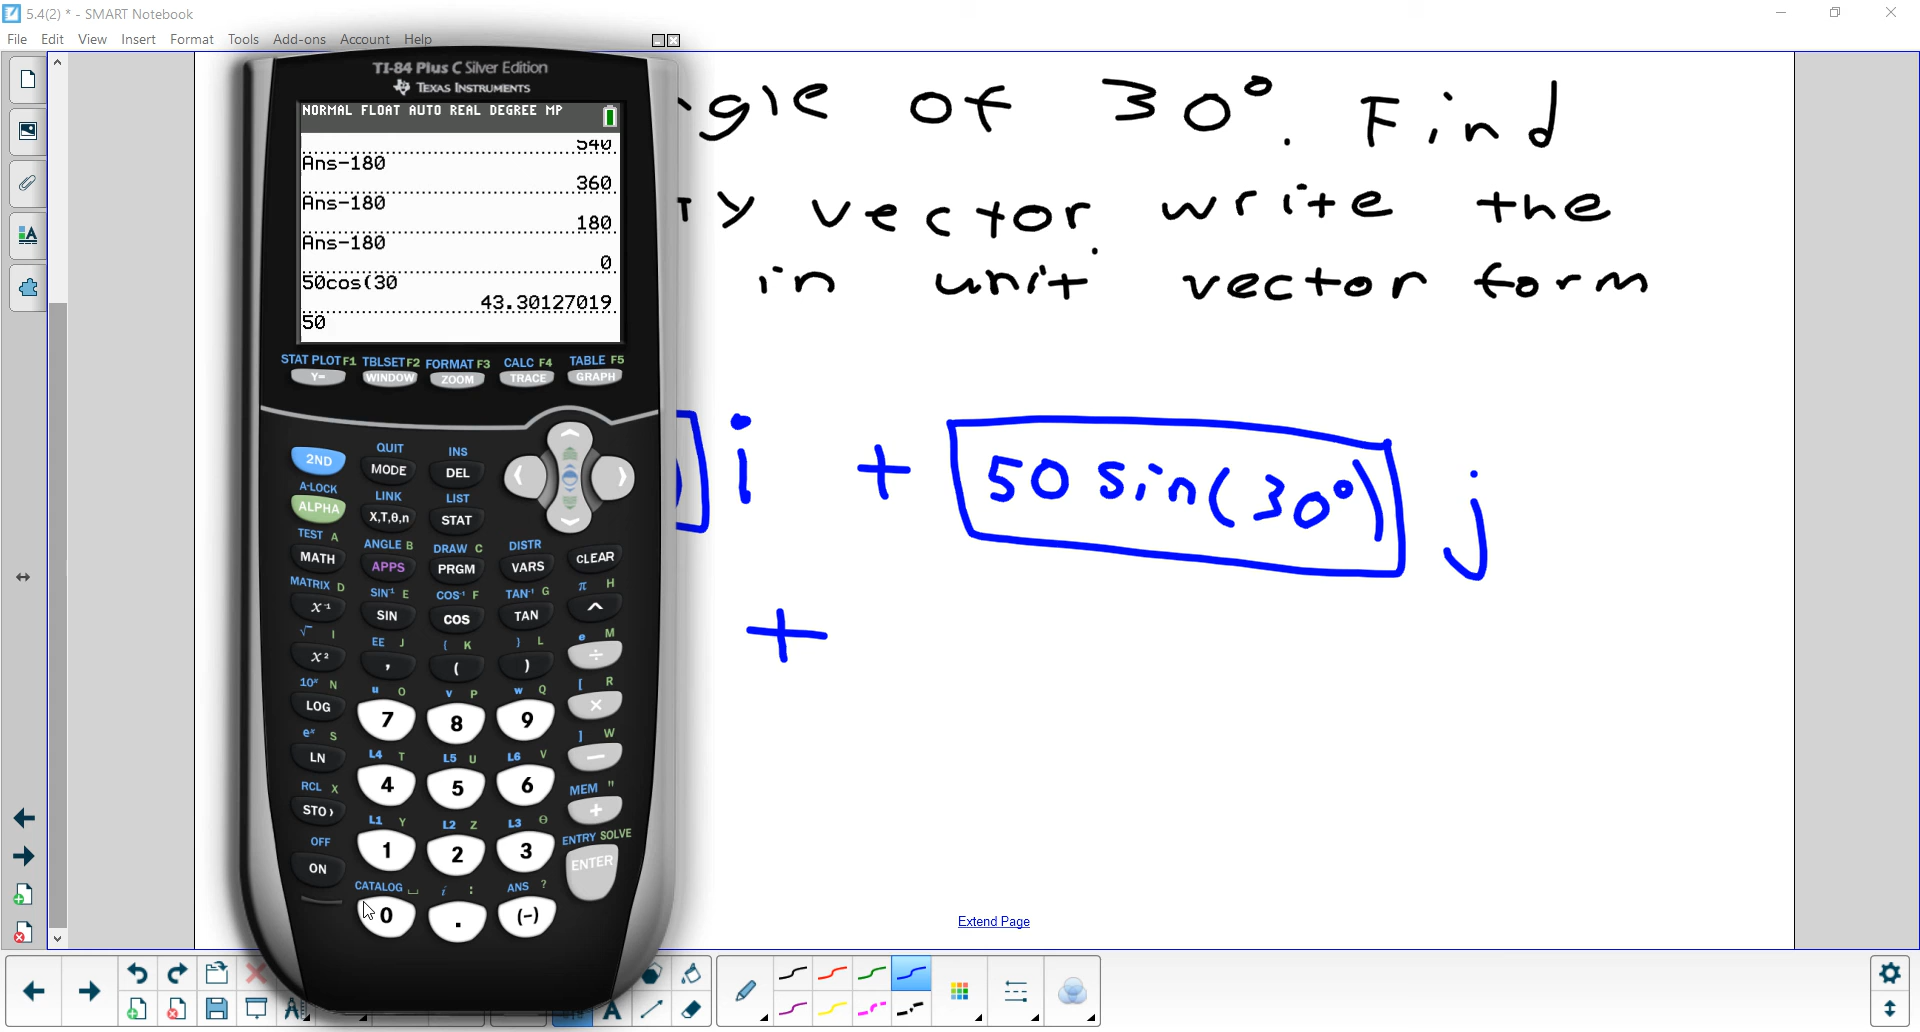 5.4(2) * - SMART Notebook
File Edit View Insert Format Tools Add-ons Account Help
TI-84 Plus C Silver Edition
TEXAS INSTRUMENTS
NORMAL FLOAT AUTO REAL DEGREE MP
540
Ans-180
360
Ans-180
180
Ans-180
0
50cos(30
43.30127019
50
STAT PLOT F1 TBLSET F2 FORMAT F3 CALC F4 TABLE F5
Y= WINDOW ZOOM TRACE GRAPH
QUIT INS
2ND MODE DEL
A-LOCK LINK LIST
ALPHA X,T,θ,n STAT
TEST A ANGLE B DRAW C DISTR
MATH APPS PRGM VARS CLEAR
MATRIX D SIN⁻¹ E COS⁻¹ F TAN⁻¹ G π H
X⁻¹ SIN COS TAN ^
√ I EE J { K } L e M
X² , ( ) ÷
10ˣ N u O v P w Q [ R
LOG 7 8 9 ×
eˣ S L4 T L5 U L6 V ] W
LN 4 5 6 −
RCL X L1 Y L2 Z L3 Θ MEM "
STO› 1 2 3 +
OFF CATALOG ⎵ i : ANS ? ENTRY SOLVE
ON 0 . (-) ENTER
gle of 30°. Find
y vector. write the
in unit vector form
i + 50 sin(30°) j
+
Extend Page